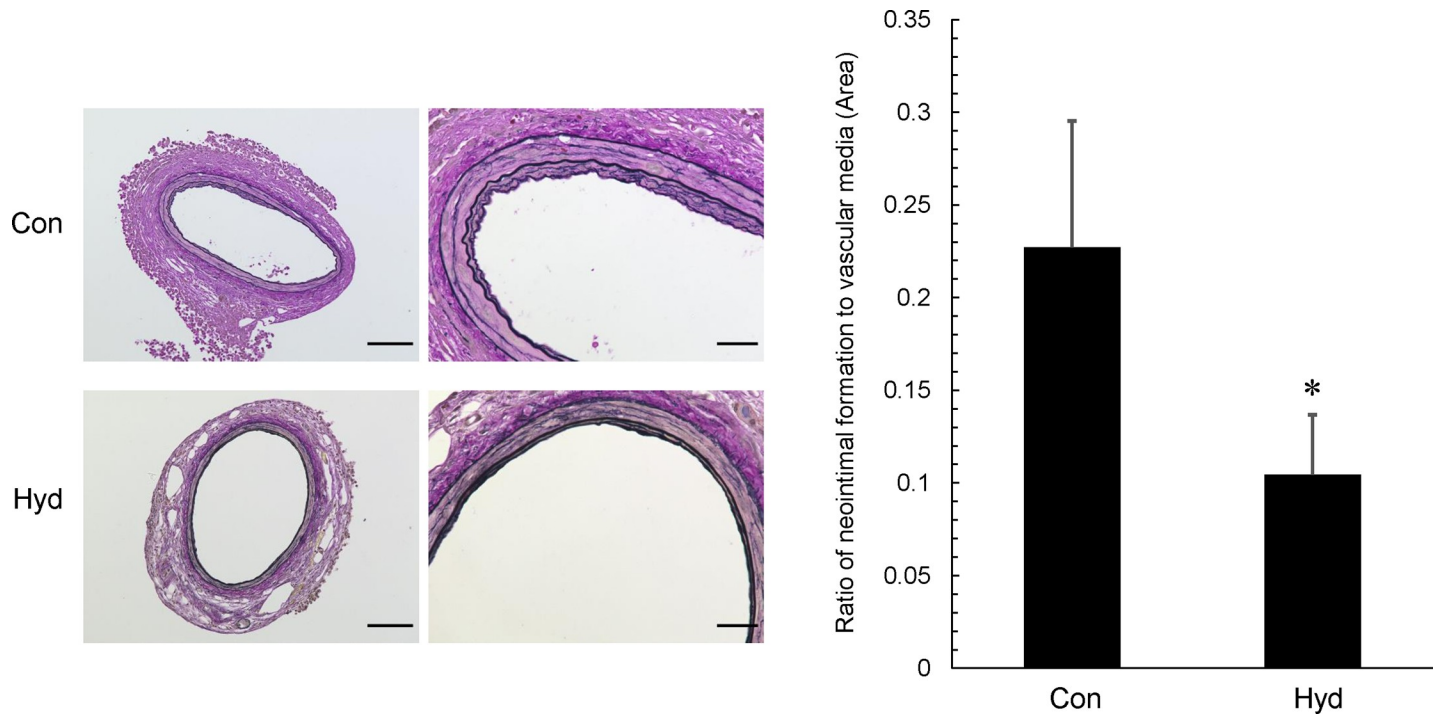 Con
Hyd
Ratio of neointimal formation to vascular media (Area)
0.35
0.3
0.25
0.2
0.15
0.1
0.05
0
*
Con
Hyd